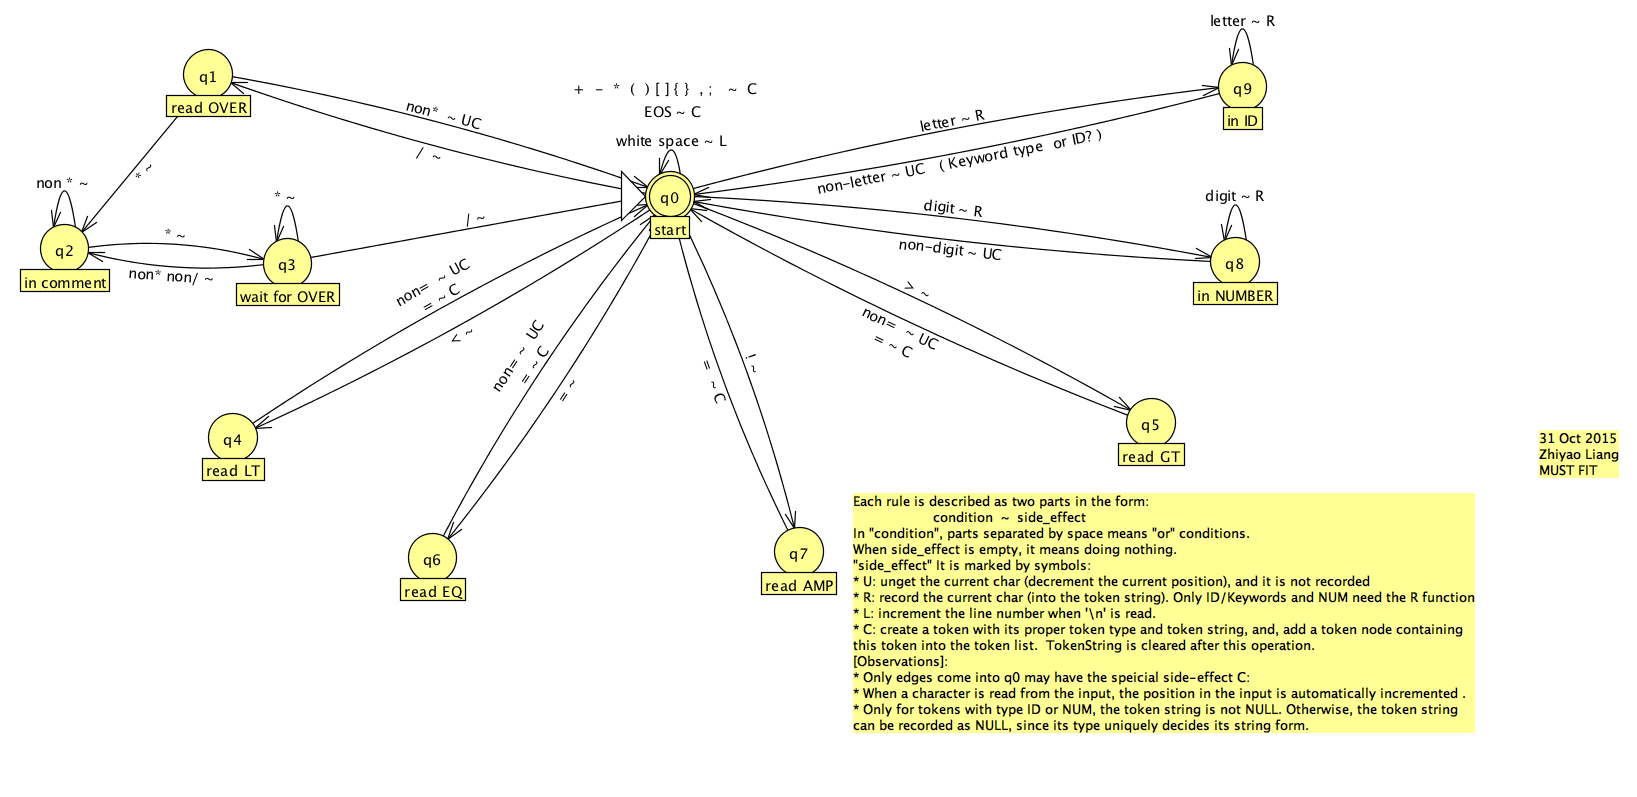 letter ~ R
q1
read OVER
non* ~ UC
/ ~
+ - * ( ) [ ] { } , ; ~ C
EOS ~ C
white space ~ L
q0
start
letter ~ R
non-letter ~ UC ( Keyword type or ID? )
q9
in ID
* ~
non * ~
q2
in comment
* ~
non* non/ ~
* ~
q3
wait for OVER
/ ~
digit ~ R
non-digit ~ UC
digit ~ R
q8
in NUMBER
non= ~ UC
= ~ C
< ~
q4
read LT
non= ~ UC
= ~ C
= ~
q6
read EQ
= ~ C
! ~
q7
read AMP
> ~
non= ~ UC
= ~ C
q5
read GT
31 Oct 2015
Zhiyao Liang
MUST FIT
Each rule is described as two parts in the form:
condition ~ side_effect
In "condition", parts separated by space means "or" conditions.
When side_effect is empty, it means doing nothing.
"side_effect" It is marked by symbols:
* U: unget the current char (decrement the current position), and it is not recorded
* R: record the current char (into the token string). Only ID/Keywords and NUM need the R function
* L: increment the line number when '\n' is read.
* C: create a token with its proper token type and token string, and, add a token node containing
this token into the token list. TokenString is cleared after this operation.
[Observations]:
* Only edges come into q0 may have the speicial side-effect C:
* When a character is read from the input, the position in the input is automatically incremented .
* Only for tokens with type ID or NUM, the token string is not NULL. Otherwise, the token string
can be recorded as NULL, since its type uniquely decides its string form.